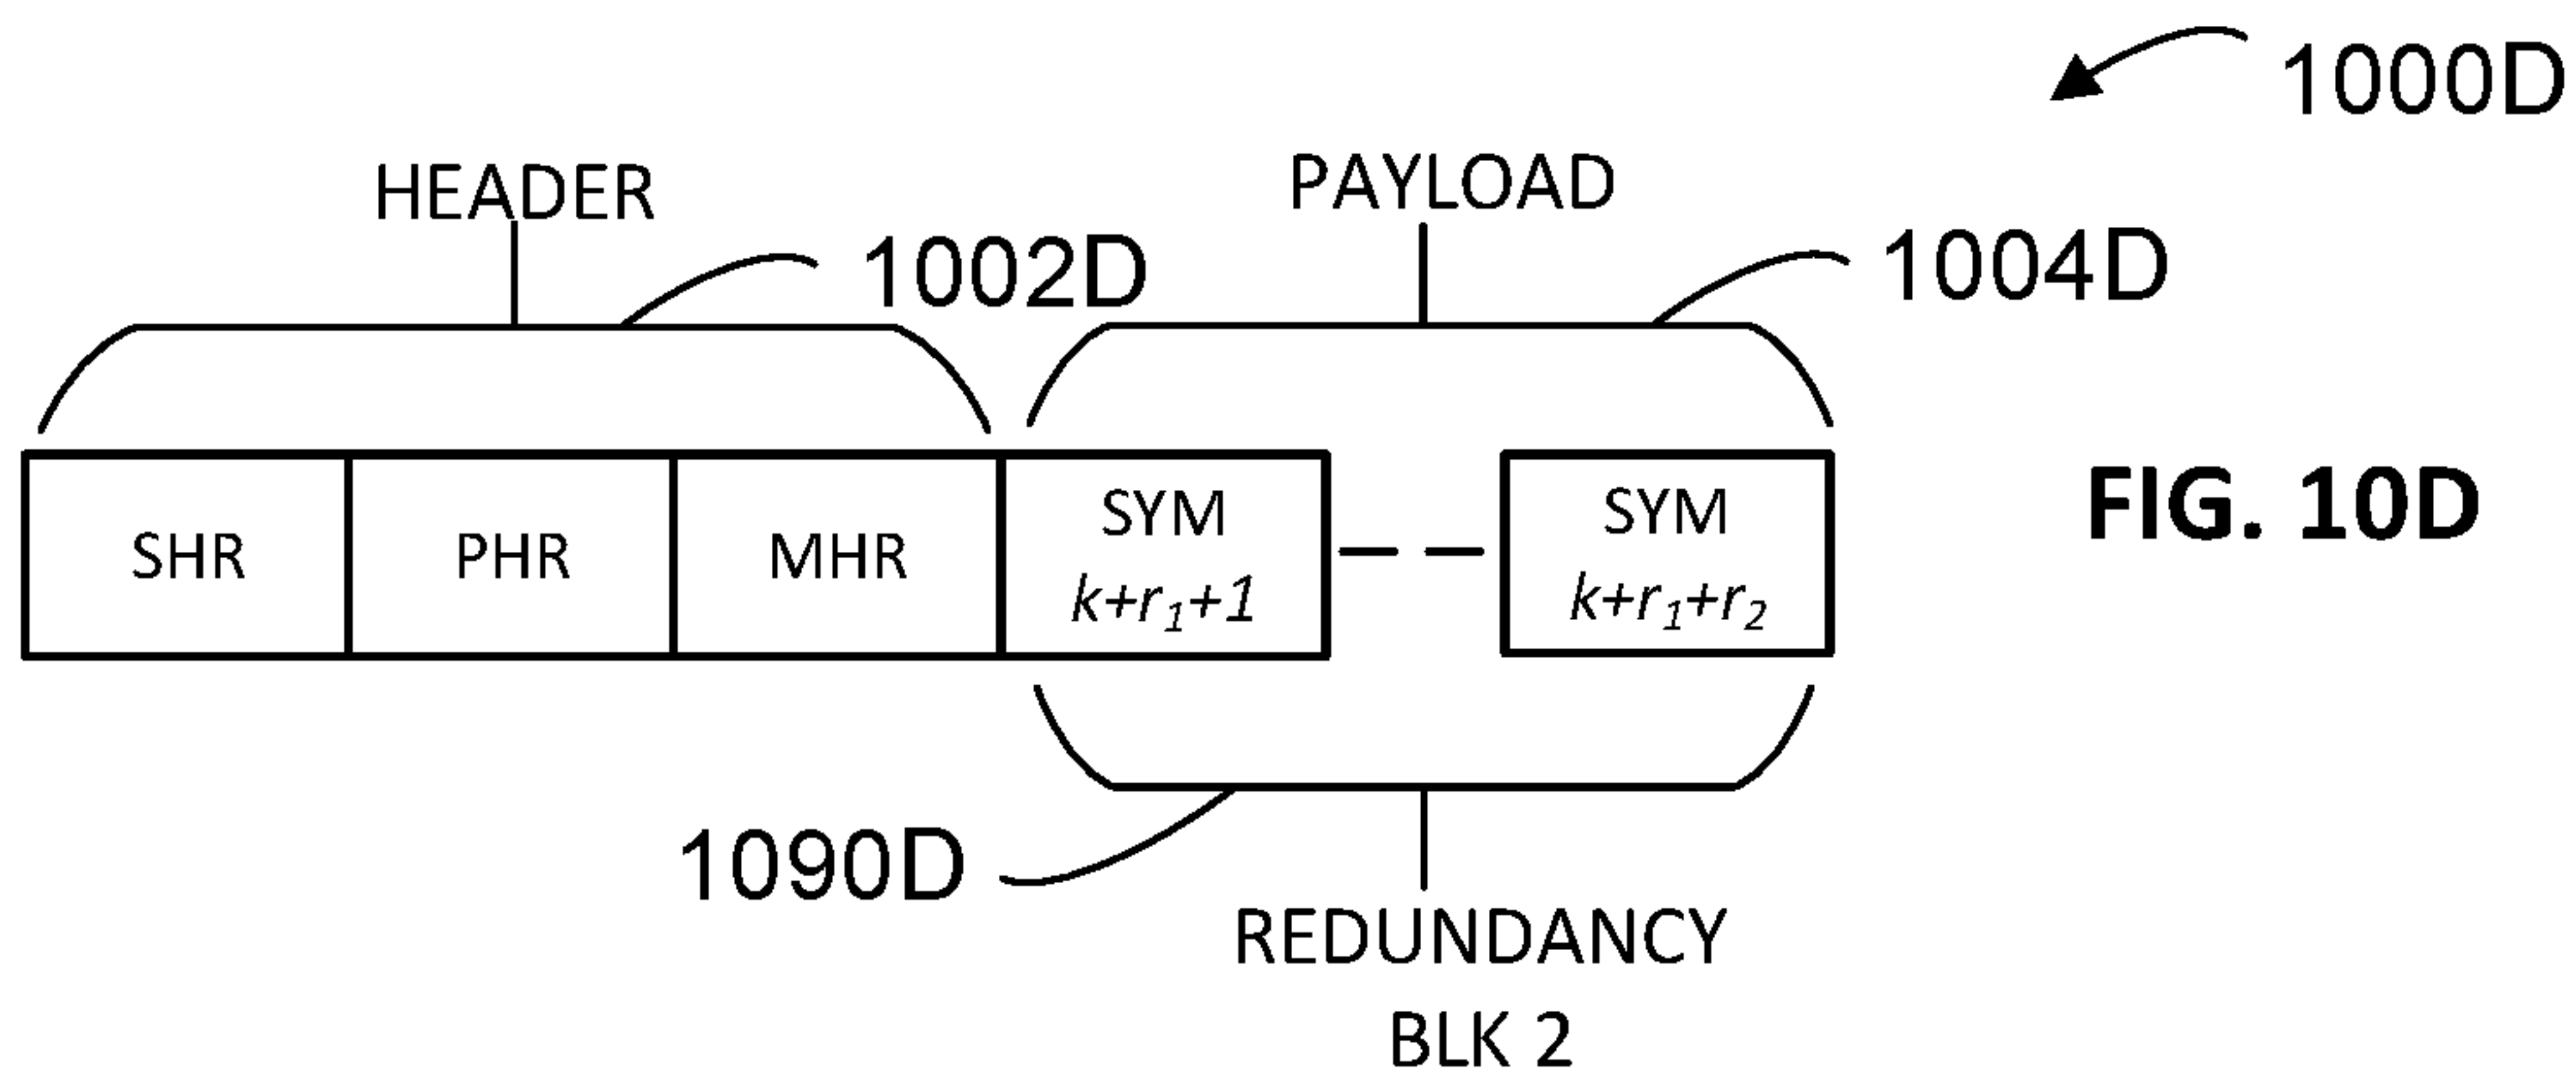 1000D
HEADER
PAYLOAD
1002D
1004D
SHR
PHR
MHR
SYM
k+r₁+1
SYM
k+r₁+r₂
FIG. 10D
1090D
REDUNDANCY
BLK 2